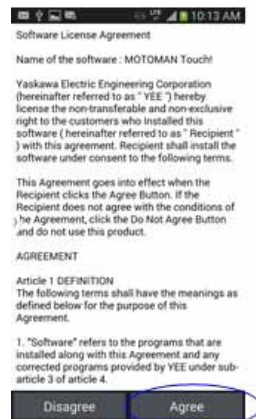 10:13 AM
Software License Agreement
Name of the software : MOTOMAN Touch!
Yaskawa Electric Engineering Corporation
(hereinafter referred to as " YEE ") hereby
license the non-transferable and non-exclusive
right to the customers who Installed this
software ( hereinafter referred to as " Recipient "
) with this agreement. Recipient shall install the
software under consent to the following terms.
This Agreement goes into effect when the
Recipient clicks the Agree Button. If the
Recipient does not agree with the conditions of
he Agreement, click the Do Not Agree Button
and do not use this product.
AGREEMENT
Article 1 DEFINITION
The following terms shall have the meanings as
defined below for the purpose of this
Agreement.
1. "Software" refers to the programs that are
installed along with this Agreement and any
corrected programs provided by YEE under sub-
article 3 of article 4.
Disagree
Agree